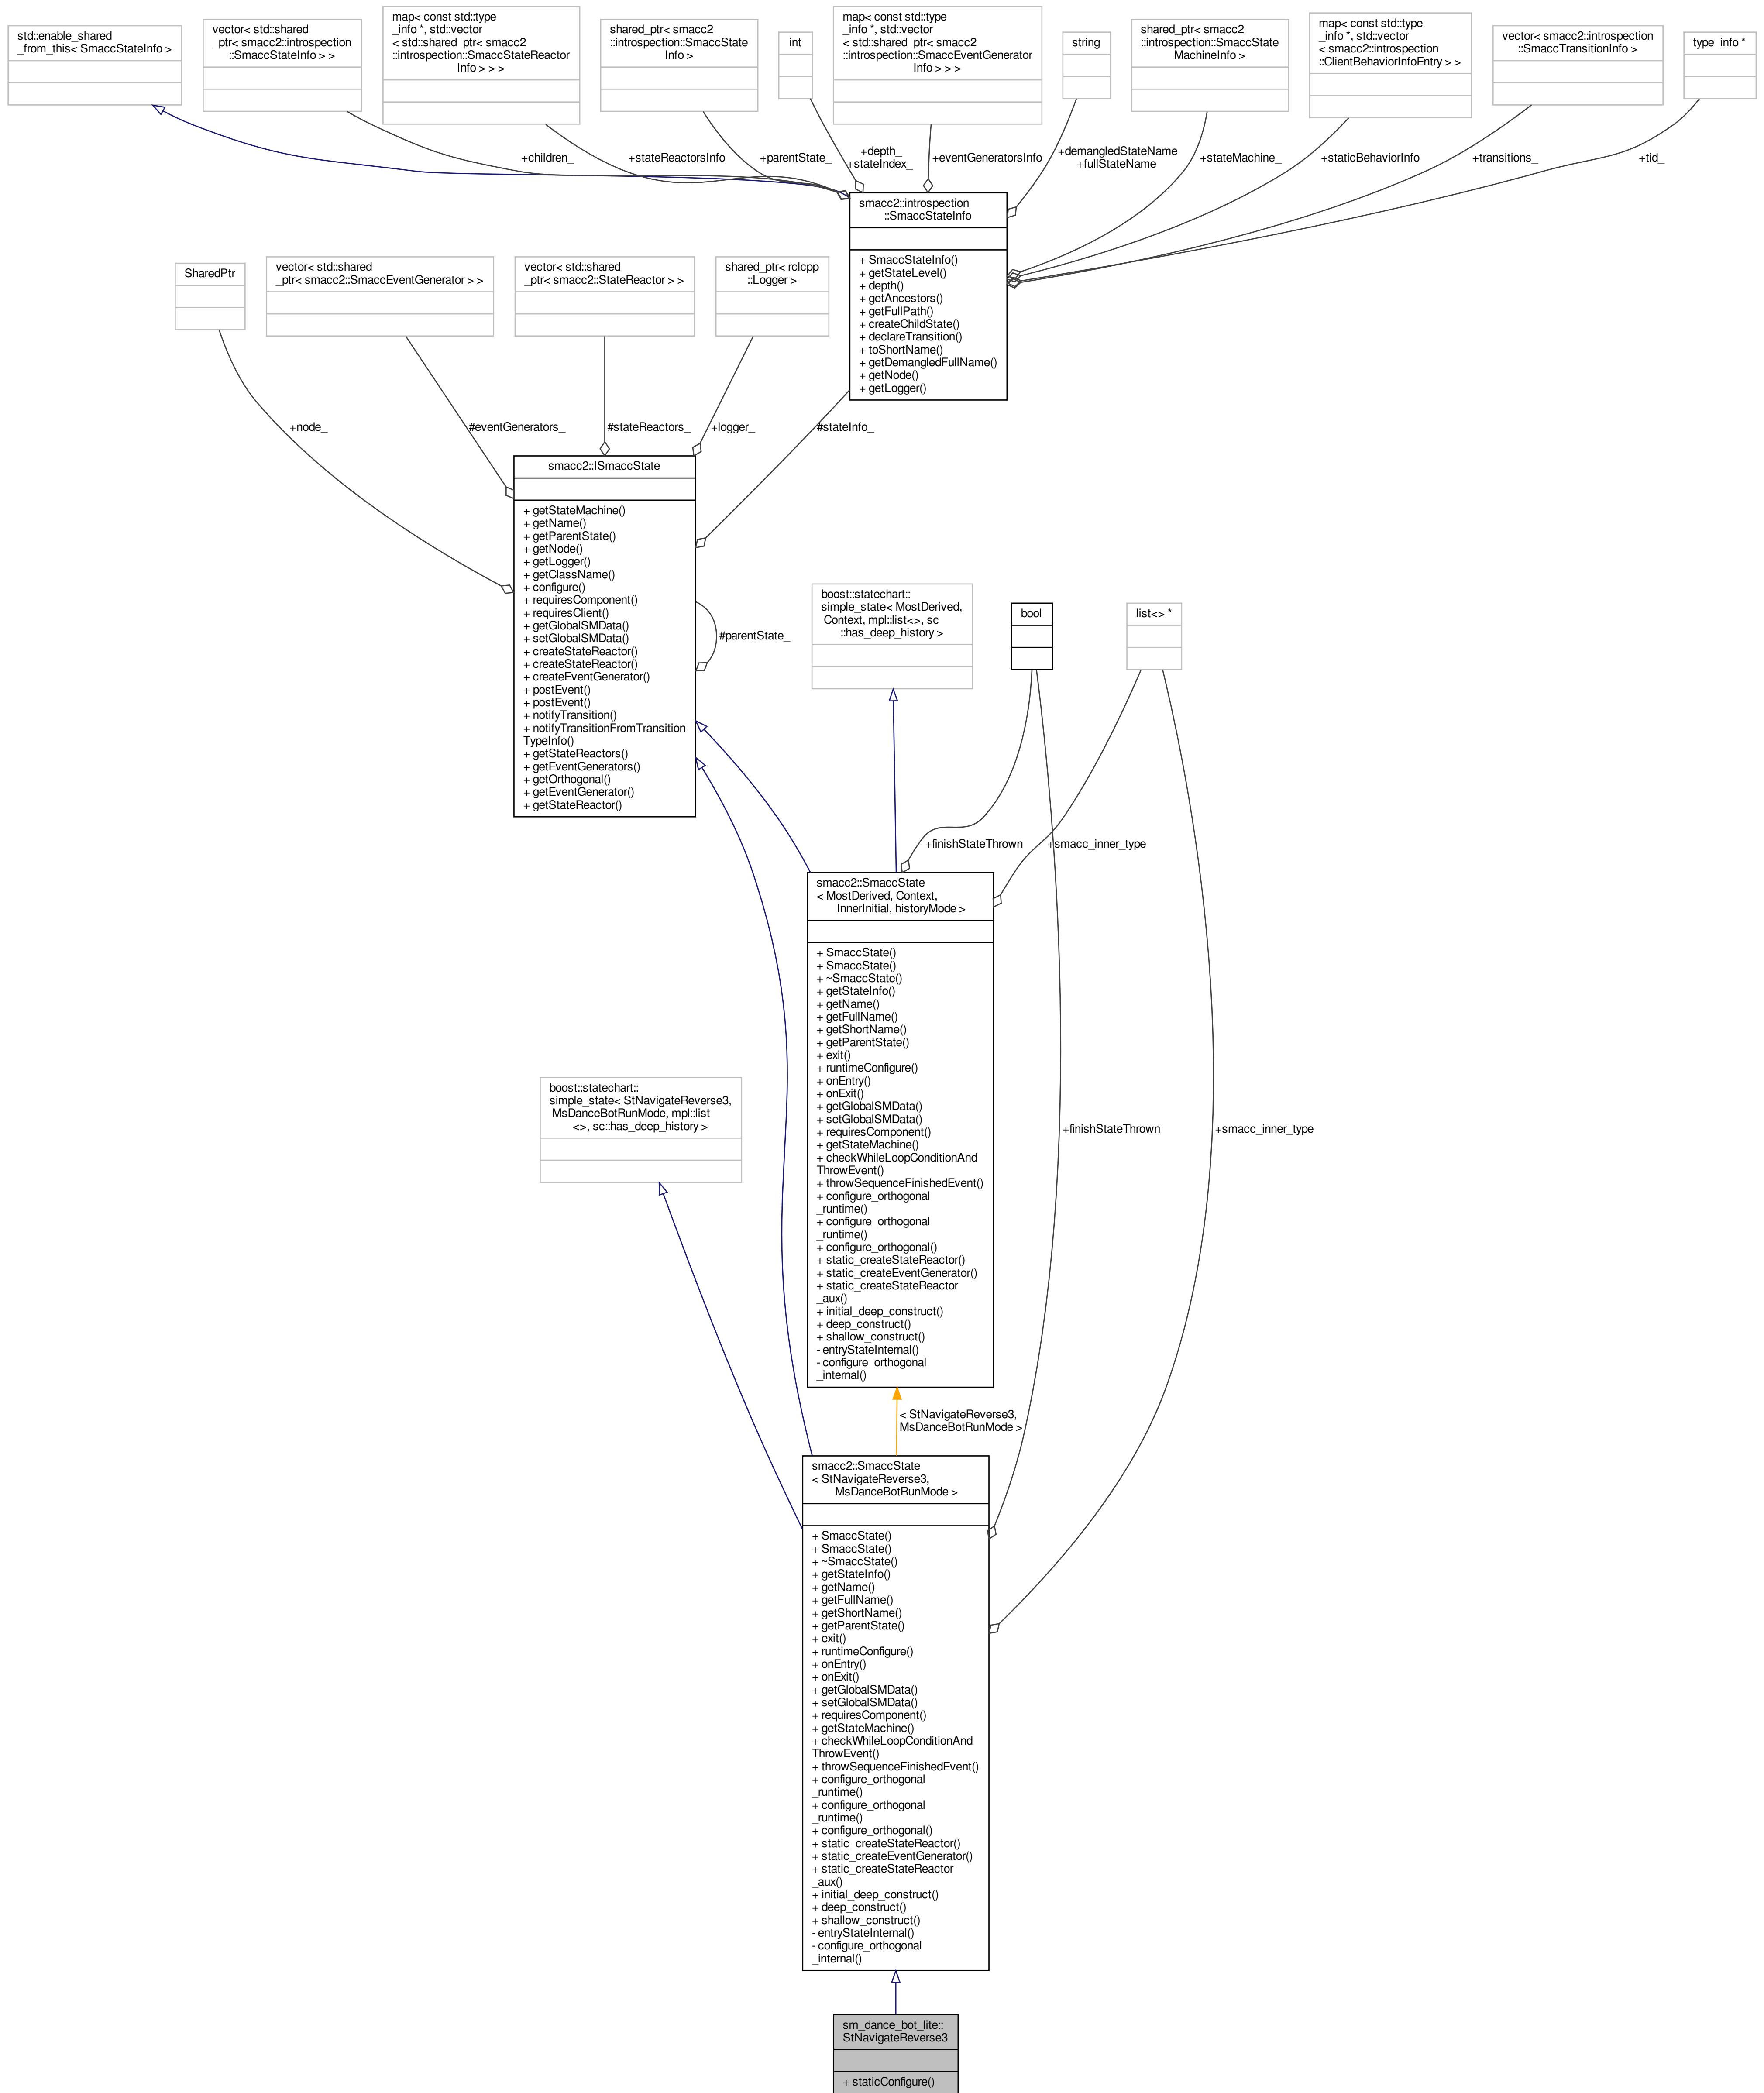 std::enable_shared
_from_this< SmaccStateInfo >
vector< std::shared
_ptr< smacc2::introspection
::SmaccStateInfo > >
map< const std::type
_info *, std::vector
< std::shared_ptr< smacc2
::introspection::SmaccStateReactor
Info > > >
shared_ptr< smacc2
::introspection::SmaccState
Info >
int
map< const std::type
_info *, std::vector
< std::shared_ptr< smacc2
::introspection::SmaccEventGenerator
Info > > >
string
shared_ptr< smacc2
::introspection::SmaccState
MachineInfo >
map< const std::type
_info *, std::vector
< smacc2::introspection
::ClientBehaviorInfoEntry > >
vector< smacc2::introspection
::SmaccTransitionInfo >
type_info *
+children_
+stateReactorsInfo
+parentState_
+depth_
+stateIndex_
+eventGeneratorsInfo
+demangledStateName
+fullStateName
+stateMachine_
+staticBehaviorInfo
+transitions_
+tid_
smacc2::introspection
::SmaccStateInfo
+ SmaccStateInfo()
+ getStateLevel()
+ depth()
+ getAncestors()
+ getFullPath()
+ createChildState()
+ declareTransition()
+ toShortName()
+ getDemangledFullName()
+ getNode()
+ getLogger()
SharedPtr
vector< std::shared
_ptr< smacc2::SmaccEventGenerator > >
vector< std::shared
_ptr< smacc2::StateReactor > >
shared_ptr< rclcpp
::Logger >
+node_
#eventGenerators_
#stateReactors_
+logger_
#stateInfo_
smacc2::ISmaccState
+ getStateMachine()
+ getName()
+ getParentState()
+ getNode()
+ getLogger()
+ getClassName()
+ configure()
+ requiresComponent()
+ requiresClient()
+ getGlobalSMData()
+ setGlobalSMData()
+ createStateReactor()
+ createStateReactor()
+ createEventGenerator()
+ postEvent()
+ postEvent()
+ notifyTransition()
+ notifyTransitionFromTransition
TypeInfo()
+ getStateReactors()
+ getEventGenerators()
+ getOrthogonal()
+ getEventGenerator()
+ getStateReactor()
#parentState_
boost::statechart::
simple_state< MostDerived,
Context, mpl::list<>, sc
::has_deep_history >
bool
list<> *
+finishStateThrown
+smacc_inner_type
smacc2::SmaccState
< MostDerived, Context,
InnerInitial, historyMode >
+ SmaccState()
+ SmaccState()
+ ~SmaccState()
+ getStateInfo()
+ getName()
+ getFullName()
+ getShortName()
+ getParentState()
+ exit()
+ runtimeConfigure()
+ onEntry()
+ onExit()
+ getGlobalSMData()
+ setGlobalSMData()
+ requiresComponent()
+ getStateMachine()
+ checkWhileLoopConditionAnd
ThrowEvent()
+ throwSequenceFinishedEvent()
+ configure_orthogonal
_runtime()
+ configure_orthogonal
_runtime()
+ configure_orthogonal()
+ static_createStateReactor()
+ static_createEventGenerator()
+ static_createStateReactor
_aux()
+ initial_deep_construct()
+ deep_construct()
+ shallow_construct()
- entryStateInternal()
- configure_orthogonal
_internal()
boost::statechart::
simple_state< StNavigateReverse3,
MsDanceBotRunMode, mpl::list
<>, sc::has_deep_history >
+finishStateThrown
+smacc_inner_type
< StNavigateReverse3,
MsDanceBotRunMode >
smacc2::SmaccState
< StNavigateReverse3,
MsDanceBotRunMode >
+ SmaccState()
+ SmaccState()
+ ~SmaccState()
+ getStateInfo()
+ getName()
+ getFullName()
+ getShortName()
+ getParentState()
+ exit()
+ runtimeConfigure()
+ onEntry()
+ onExit()
+ getGlobalSMData()
+ setGlobalSMData()
+ requiresComponent()
+ getStateMachine()
+ checkWhileLoopConditionAnd
ThrowEvent()
+ throwSequenceFinishedEvent()
+ configure_orthogonal
_runtime()
+ configure_orthogonal
_runtime()
+ configure_orthogonal()
+ static_createStateReactor()
+ static_createEventGenerator()
+ static_createStateReactor
_aux()
+ initial_deep_construct()
+ deep_construct()
+ shallow_construct()
- entryStateInternal()
- configure_orthogonal
_internal()
sm_dance_bot_lite::
StNavigateReverse3
+ staticConfigure()